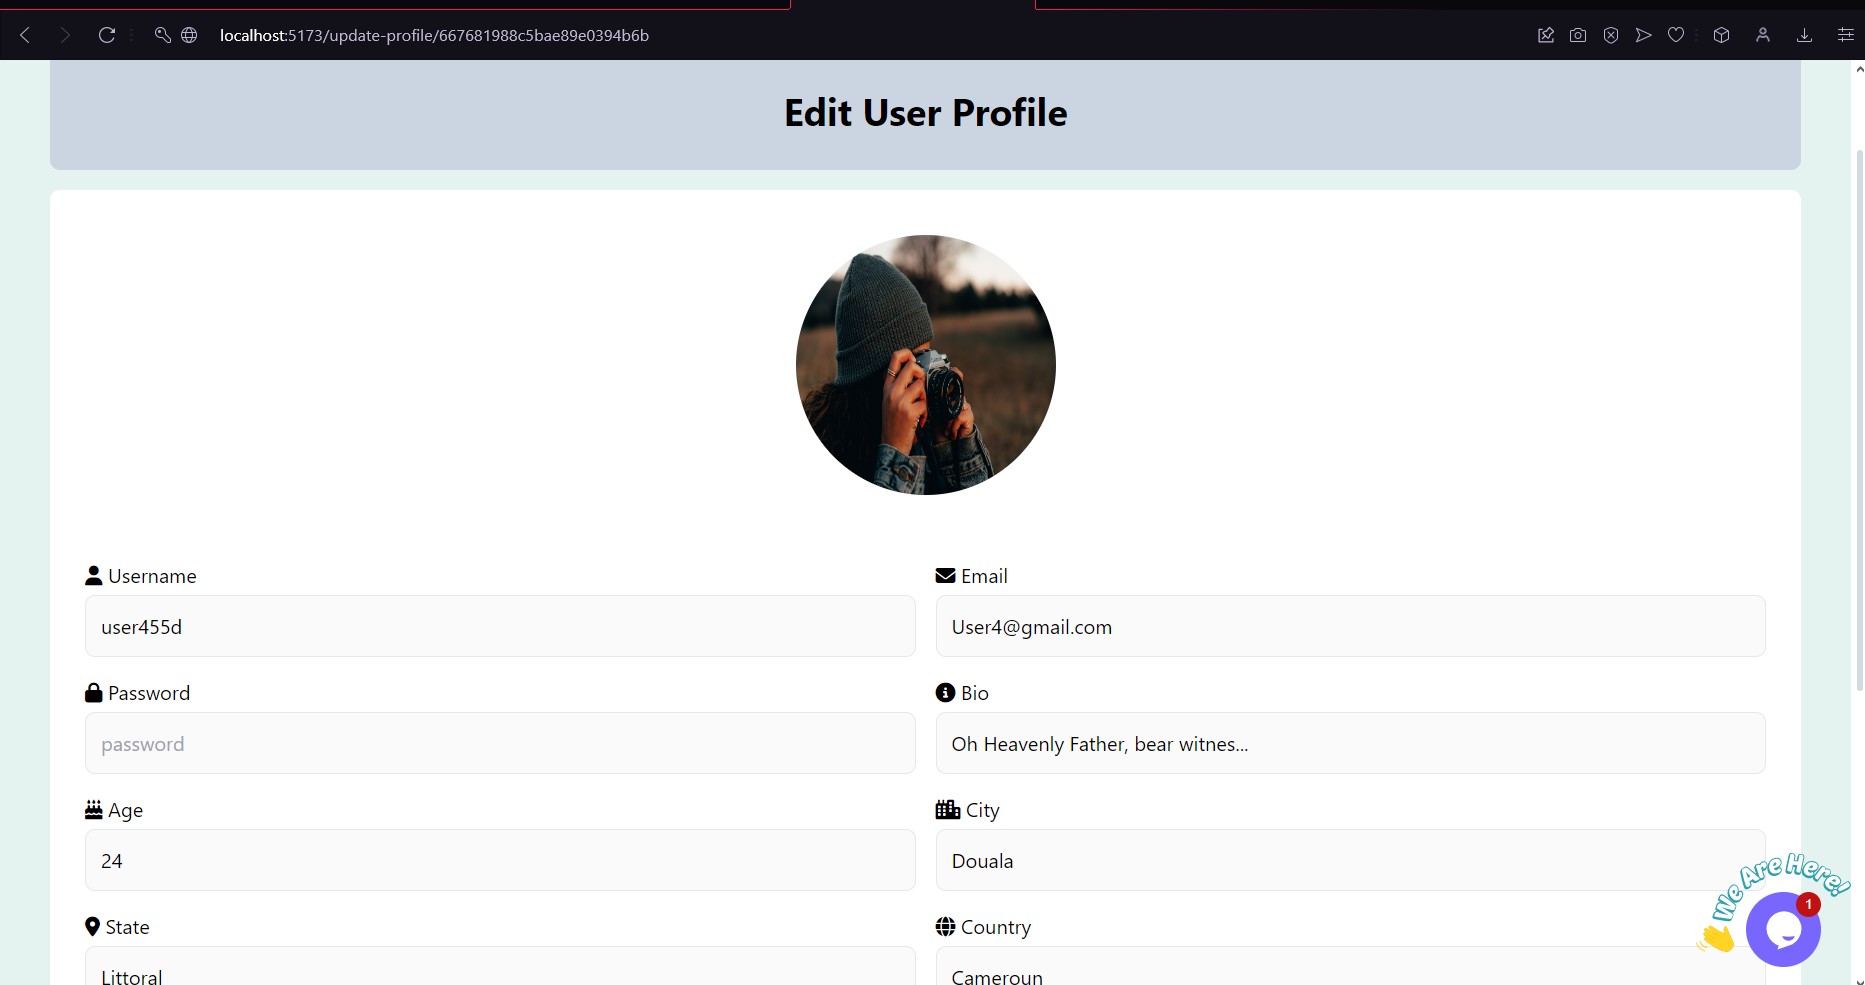 localhost:5173/update-profile/667681988c5bae89e0394b6b
Edit User Profile
Username
Email
user455d
User4@gmail.com
Password
Bio
password
Oh Heavenly Father, bear witnes...
Age
City
24
Douala
We Are Here!
1
State
Country
Littoral
Cameroun